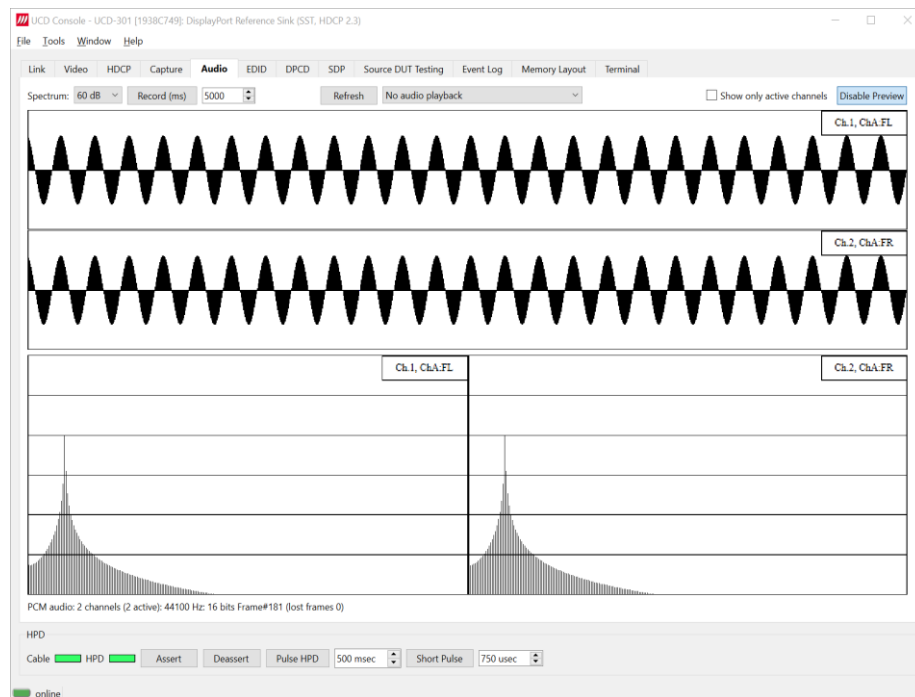 UCD Console - UCD-301 [1938C749]: DisplayPort Reference Sink (SST, HDCP 2.3)
File Tools Window Help
Link Video HDCP Capture Audio EDID DPCD SDP Source DUT Testing Event Log Memory Layout Terminal
Spectrum: 60 dB Record (ms) 5000 Refresh No audio playback Show only active channels Disable Preview
Ch.1, ChA:FL
Ch.2, ChA:FR
Ch.1, ChA:FL Ch.2, ChA:FR
PCM audio: 2 channels (2 active): 44100 Hz: 16 bits Frame#181 (lost frames 0)
HPD
Cable HPD Assert Deassert Pulse HPD 500 msec Short Pulse 750 usec
online